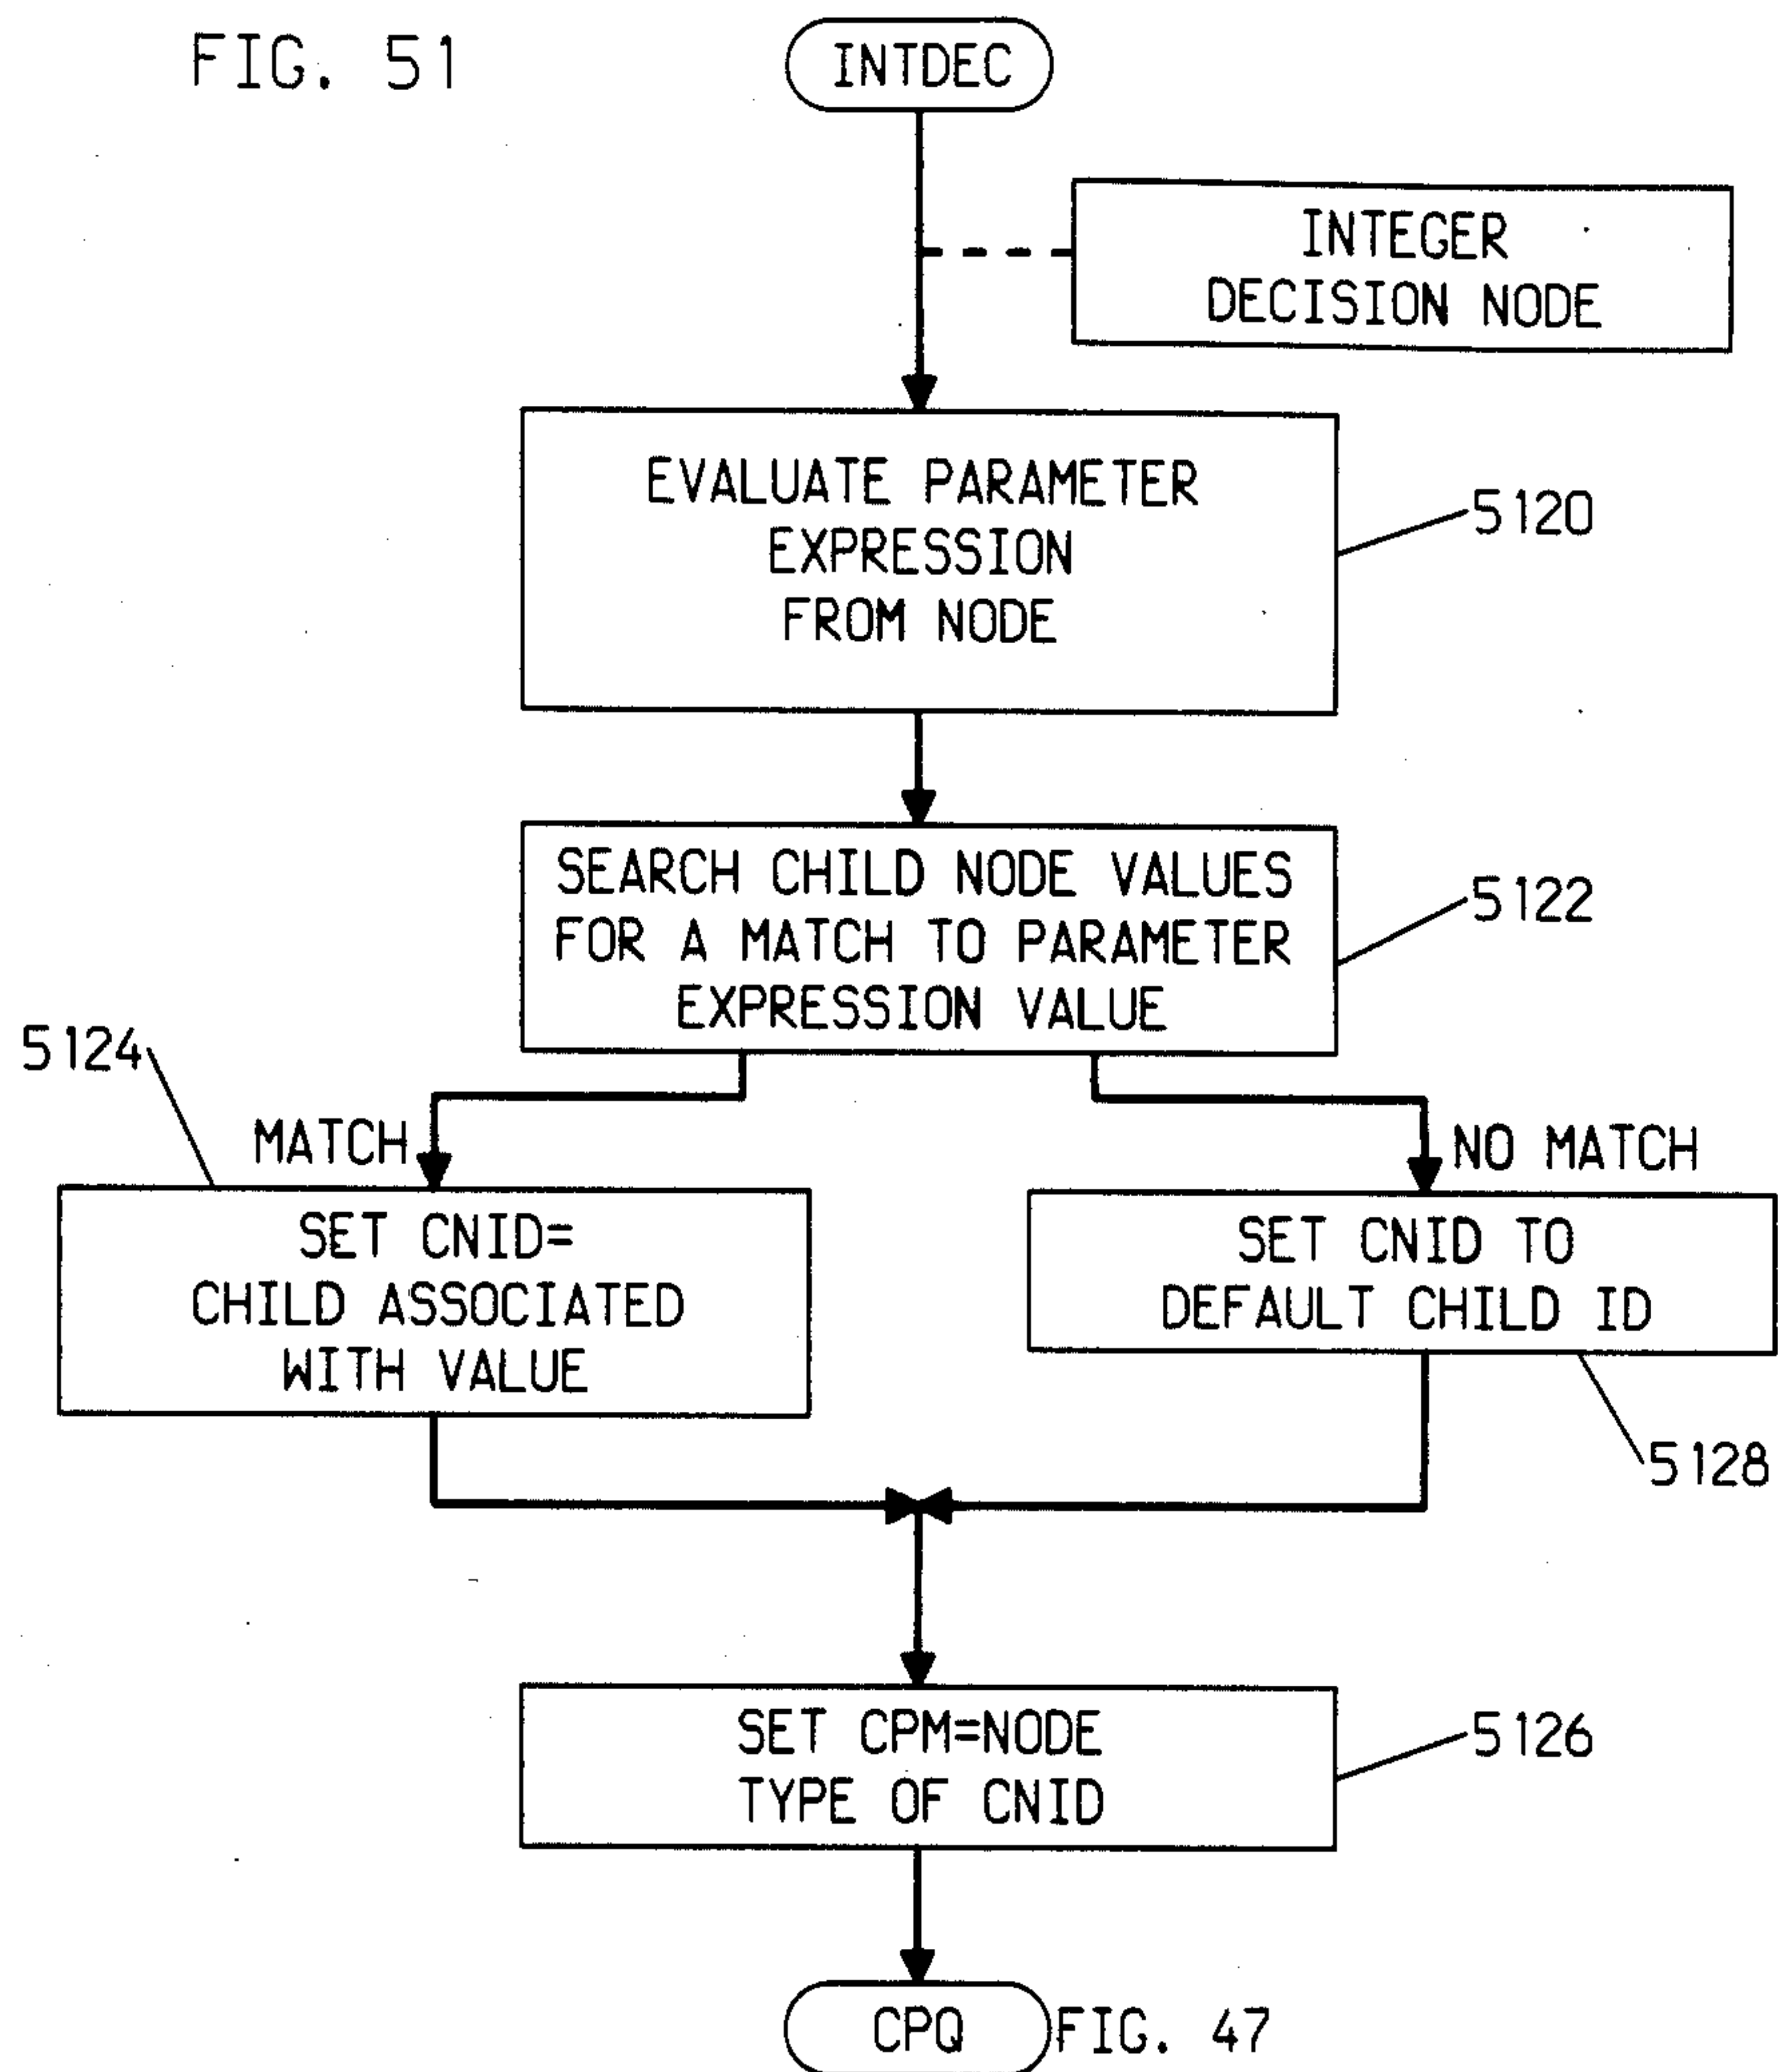 FIG. 51
INTDEC
INTEGER
DECISION NODE
EVALUATE PARAMETER
EXPRESSION
FROM NODE
5120
SEARCH CHILD NODE VALUES
FOR A MATCH TO PARAMETER
EXPRESSION VALUE
5122
5124
MATCH
NO MATCH
SET CNID=
CHILD ASSOCIATED
WITH VALUE
SET CNID TO
DEFAULT CHILD ID
5128
SET CPM=NODE
TYPE OF CNID
5126
CPQ
FIG. 47